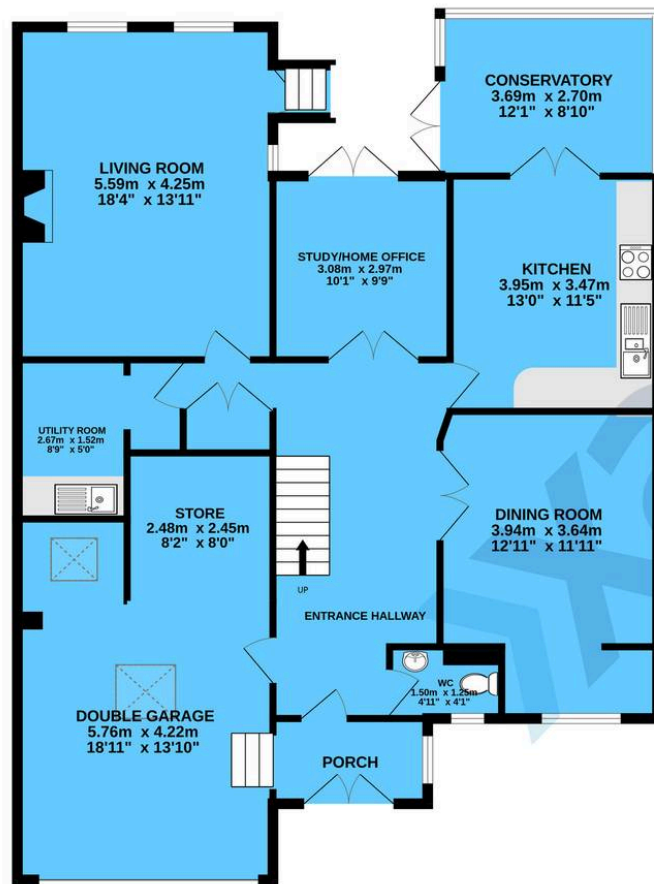 CONSERVATORY
3.69m x 2.70m
12'1" x 8'10"
LIVING ROOM
5.59m x 4.25m
18'4" x 13'11"
STUDY/HOME OFFICE
3.08m x 2.97m
10'1" x 9'9"
KITCHEN
3.95m x 3.47m
13'0" x 11'5"
UTILITY ROOM
2.67m x 1.52m
8'9" x 5'0"
STORE
2.48m x 2.45m
8'2" x 8'0"
DINING ROOM
3.94m x 3.64m
12'11" x 11'11"
UP
ENTRANCE HALLWAY
WC
1.50m x 1.25m
4'11" x 4'1"
DOUBLE GARAGE
5.76m x 4.22m
18'11" x 13'10"
PORCH